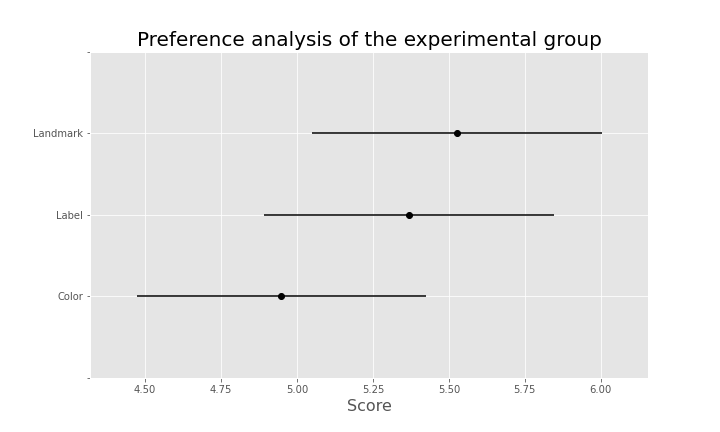 Preference analysis of the experimental group
Landmark
Label
Color
4.50 4.75 5.00 5.25 5.50 5.75 6.00
Score